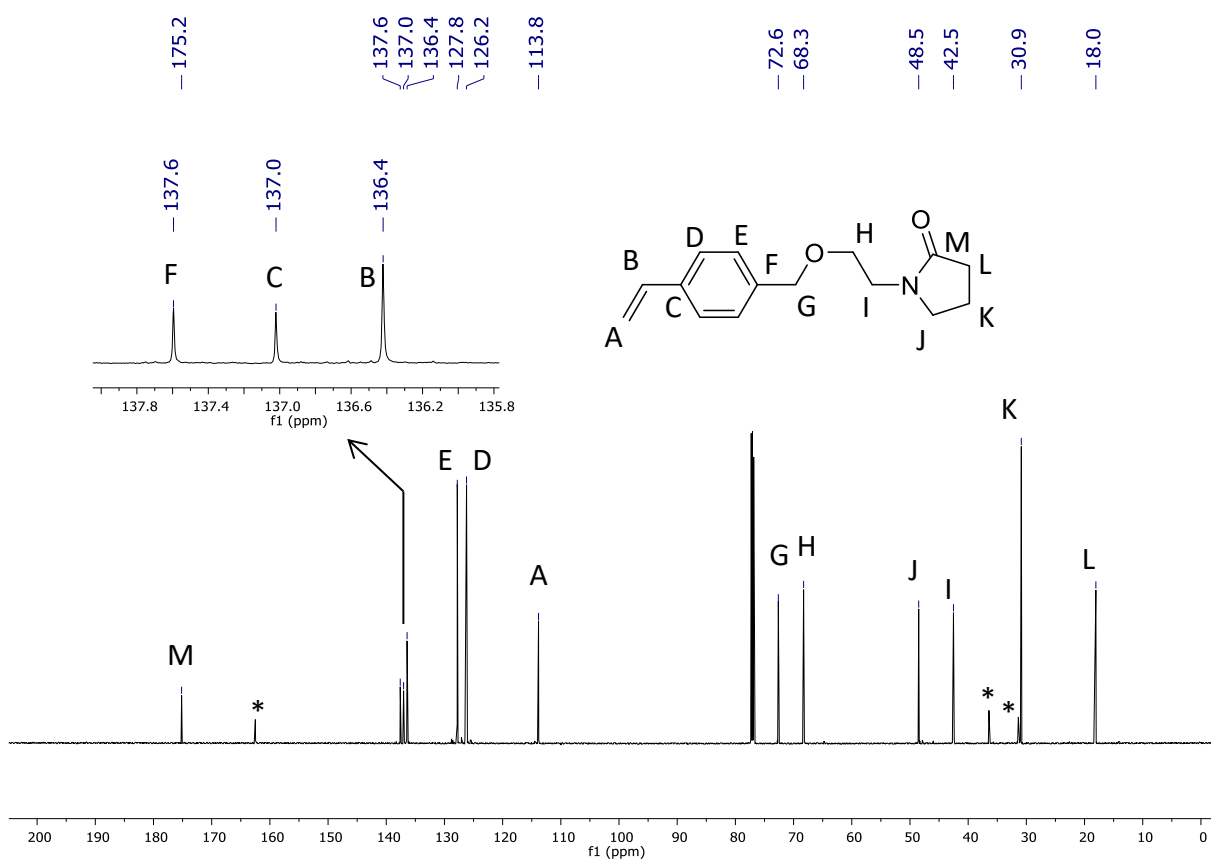 175.2 137.6 137.0 136.4 127.8 126.2 113.8 72.6 68.3 48.5 42.5 30.9 18.0
137.6 137.0 136.4
F C B
137.8 137.4 137.0 136.6 136.2 135.8
f1 (ppm)
O
H
M
D
E
B
O
F
L
N
C
G
I
K
A
J
K
E D
A
G H
J I
L
M
*
* *
200 190 180 170 160 150 140 130 120 110 100 90 80 70 60 50 40 30 20 10 0
f1 (ppm)